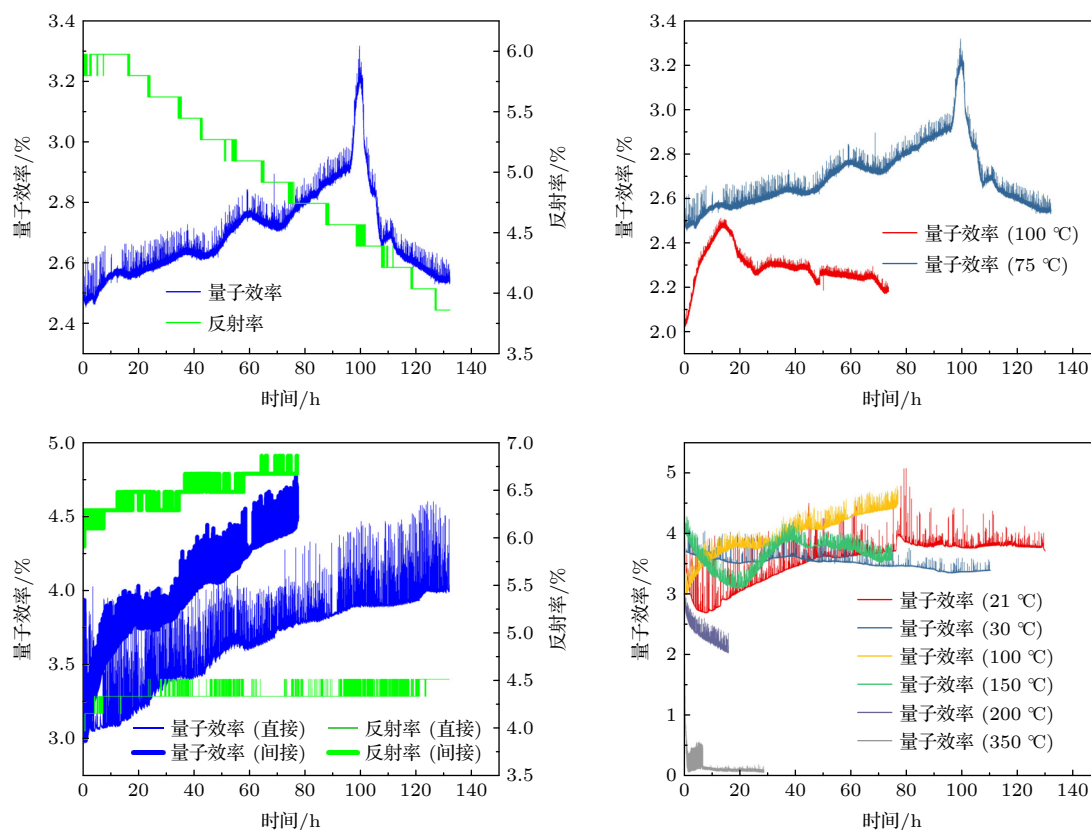 3.4
3.2
3.0
2.8
2.6
2.4
量子效率/%
6.0
5.5
5.0
4.5
4.0
3.5
反射率/%
量子效率
反射率
0 20 40 60 80 100 120 140
时间/h
3.4
3.2
3.0
2.8
2.6
2.4
2.2
2.0
量子效率/%
量子效率 (100 ℃)
量子效率 (75 ℃)
0 20 40 60 80 100 120 140
时间/h
5.0
4.5
4.0
3.5
3.0
量子效率/%
7.0
6.5
6.0
5.5
5.0
4.5
4.0
3.5
反射率/%
量子效率 (直接) 反射率 (直接)
量子效率 (间接) 反射率 (间接)
0 20 40 60 80 100 120 140
时间/h
5
4
3
2
1
0
量子效率/%
量子效率 (21 ℃)
量子效率 (30 ℃)
量子效率 (100 ℃)
量子效率 (150 ℃)
量子效率 (200 ℃)
量子效率 (350 ℃)
0 20 40 60 80 100 120 140
时间/h